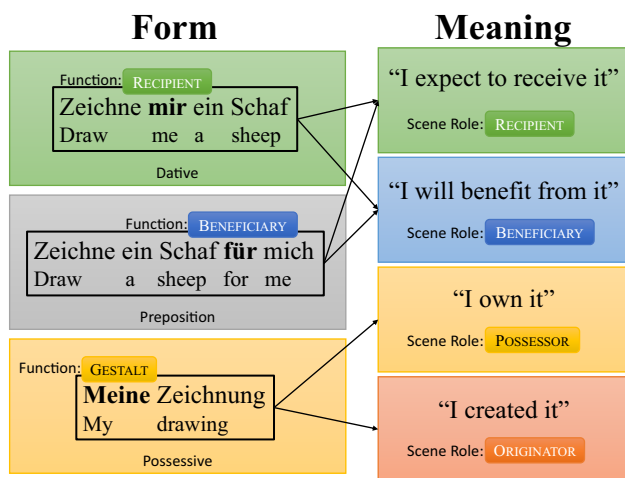 Form
Function: RECIPIENT
Zeichne mir ein Schaf
Draw me a sheep
Dative
Function: BENEFICIARY
Zeichne ein Schaf für mich
Draw a sheep for me
Preposition
Function: GESTALT
Meine Zeichnung
My drawing
Possessive
Meaning
“I expect to receive it”
Scene Role: RECIPIENT
“I will benefit from it”
Scene Role: BENEFICIARY
“I own it”
Scene Role: POSSESSOR
“I created it”
Scene Role: ORIGINATOR